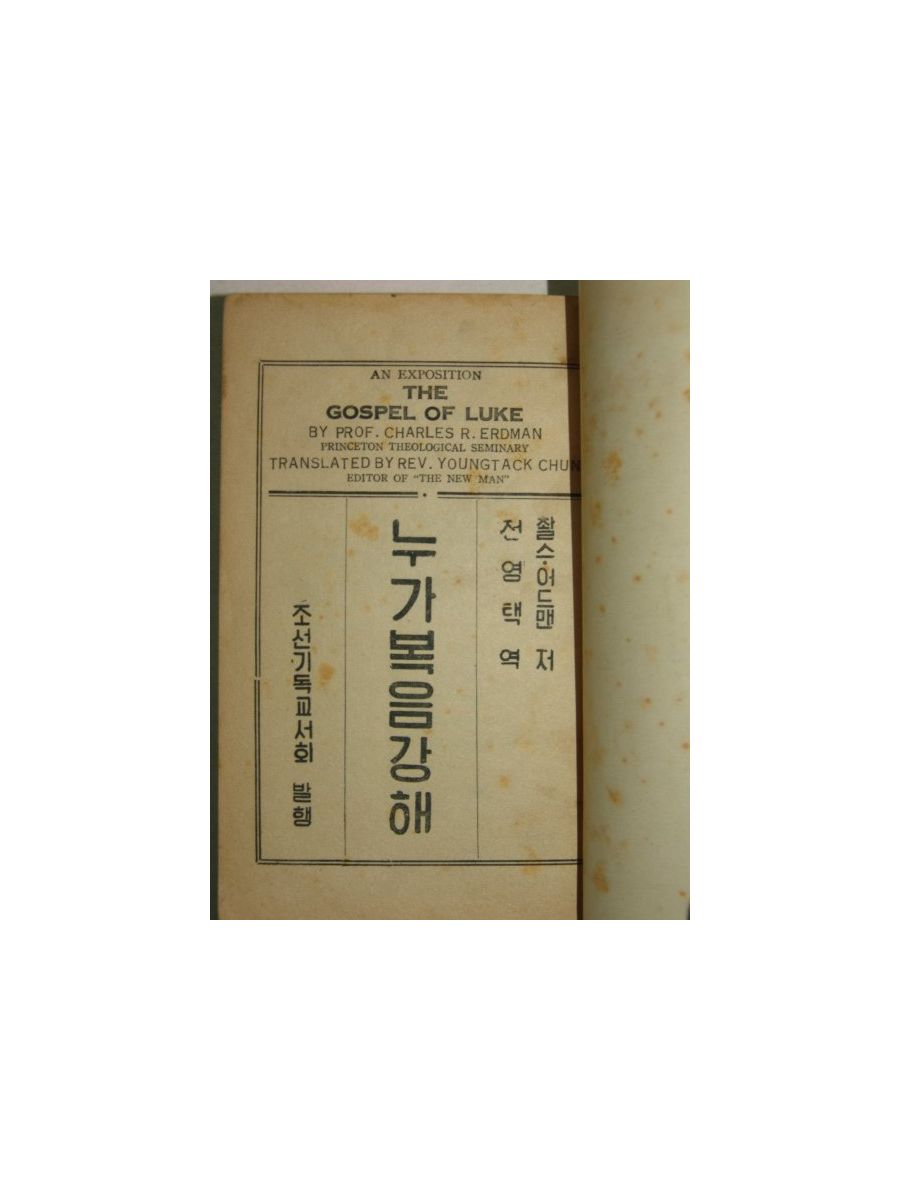 AN EXPOSITION
THE
GOSPEL OF LUKE
BY PROF. CHARLES R. ERDMAN
PRINCETON THEOLOGICAL SEMINARY
TRANSLATED BY REV. YOUNGTACK CHUN
EDITOR OF "THE NEW MAN"
촬스·어드맨 저
전영택 역
누가복음강해
조선기독교서회 발행